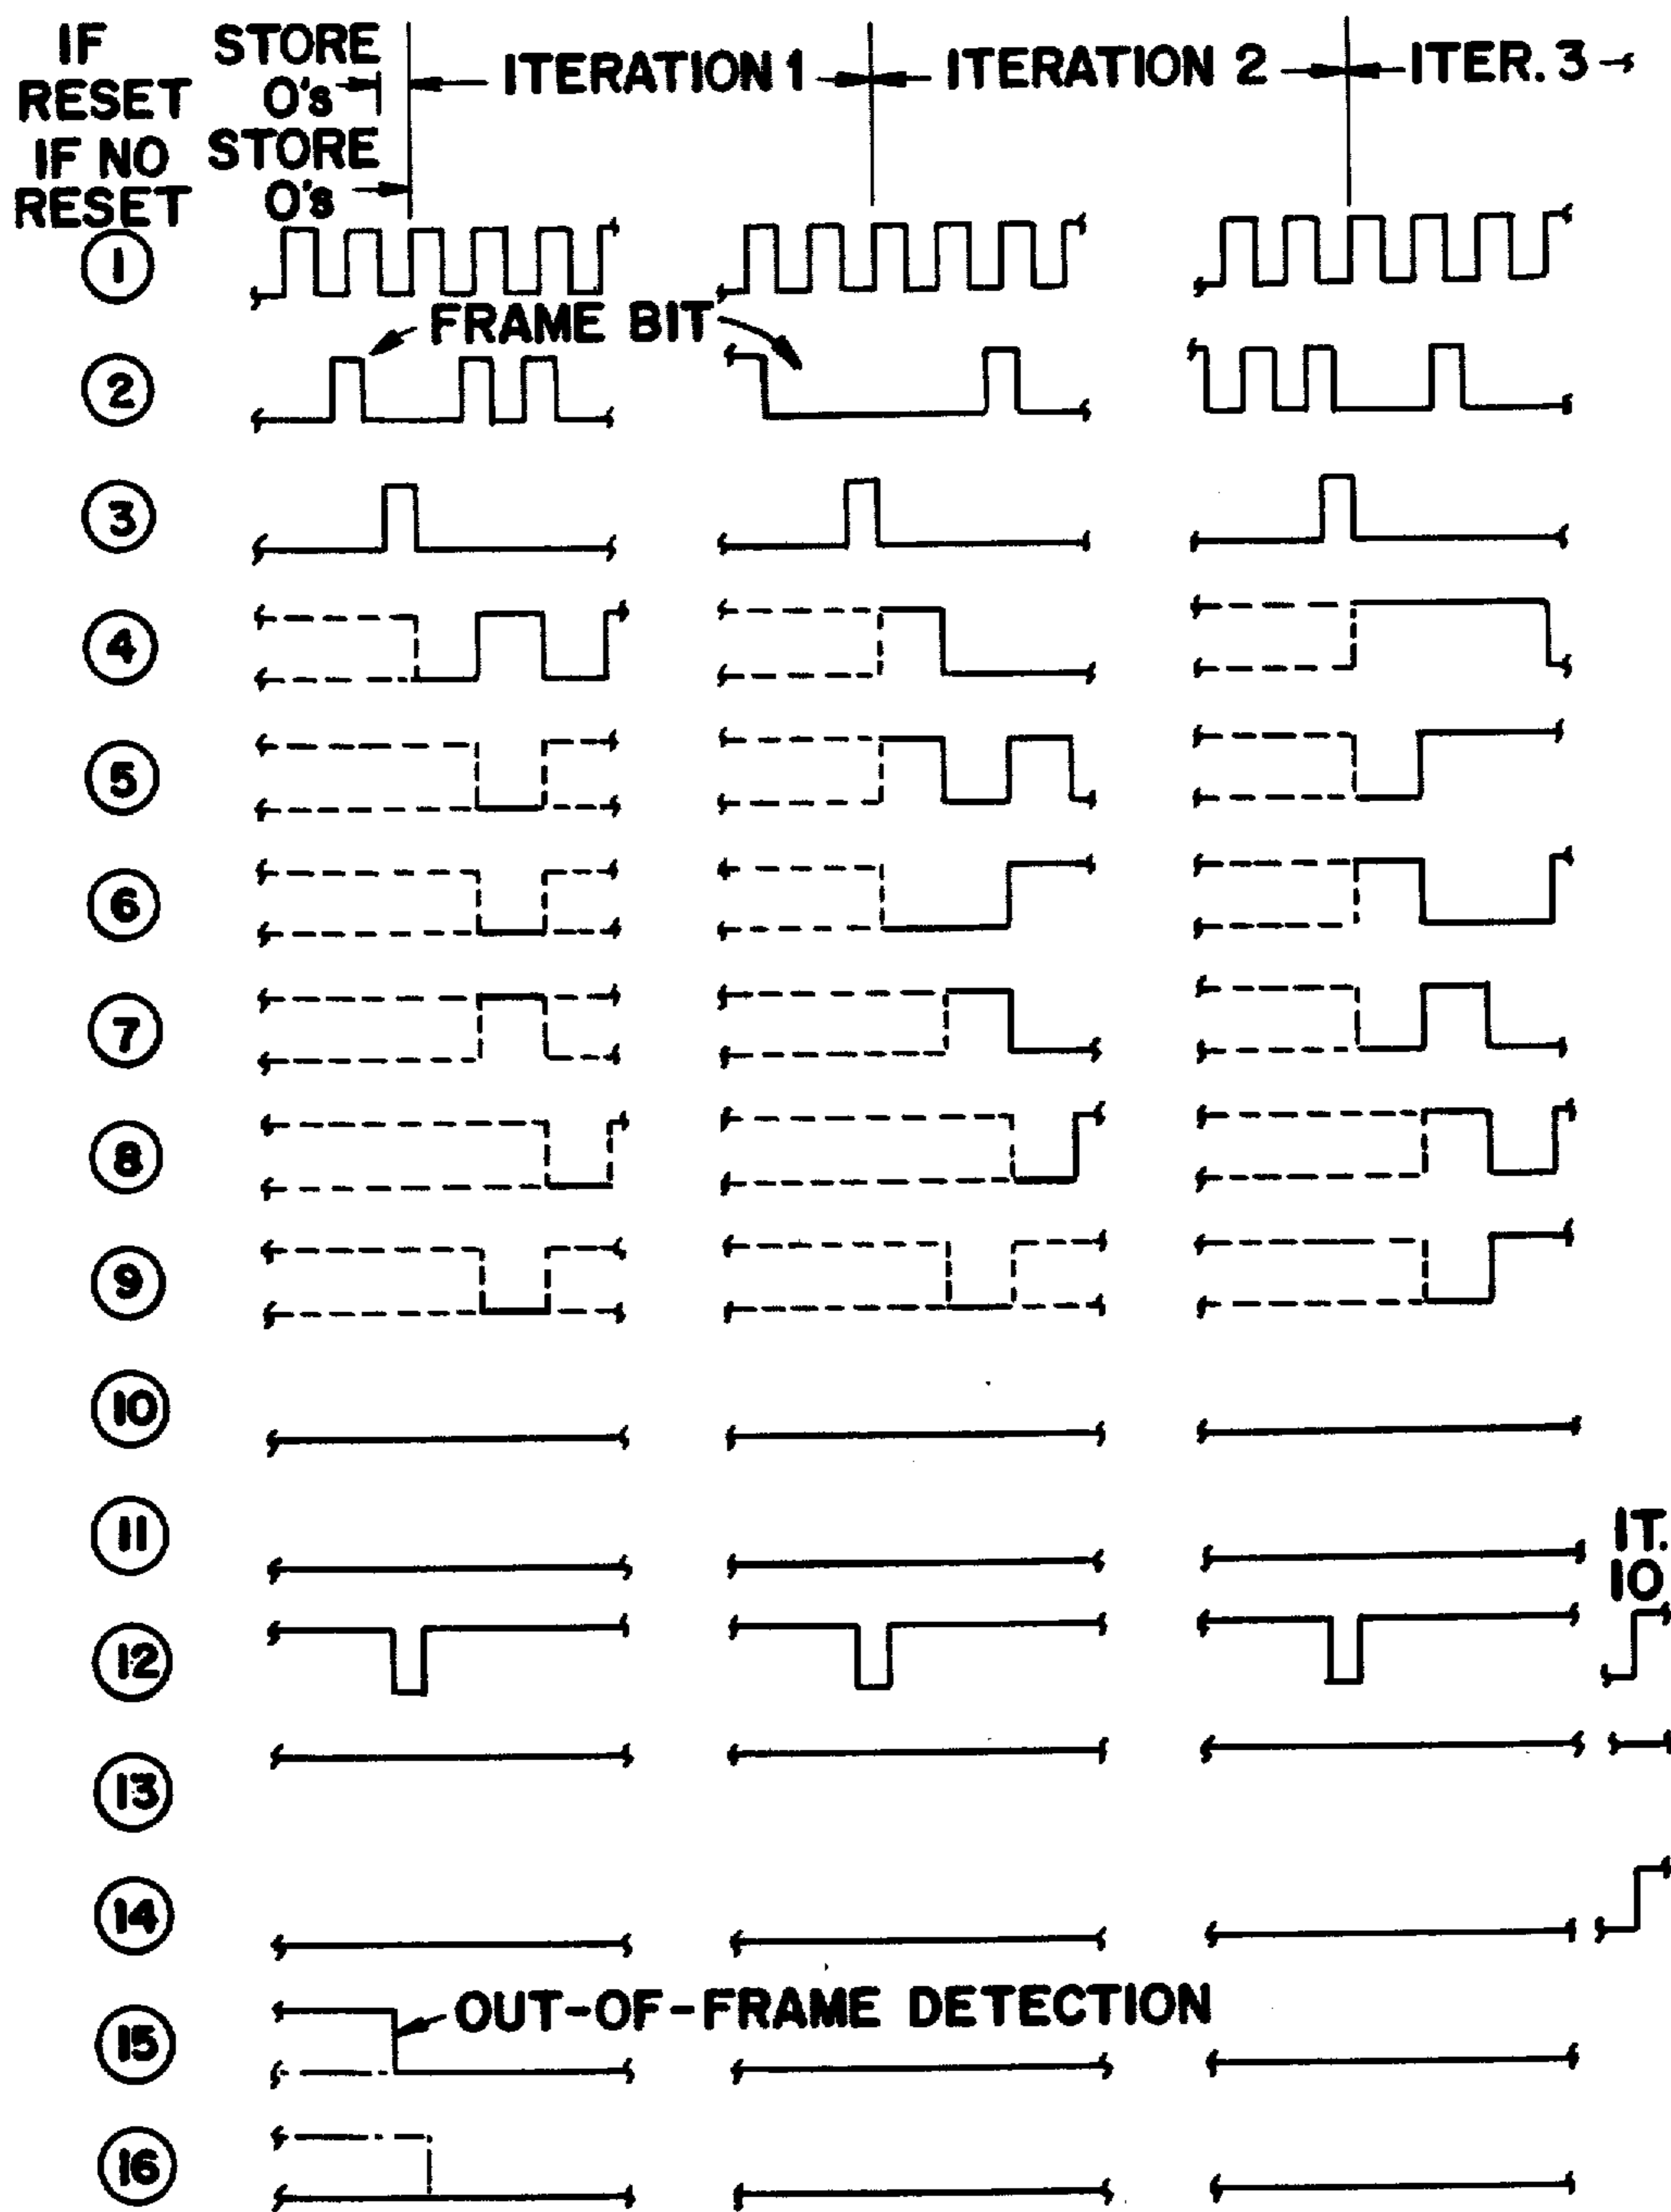 IF RESET STORE 0's
IF NO RESET STORE 0's
ITERATION 1
ITERATION 2
ITER. 3
1
FRAME BIT
2
3
4
5
6
7
8
9
10
11
IT. 10
12
13
14
15
OUT-OF-FRAME DETECTION
16